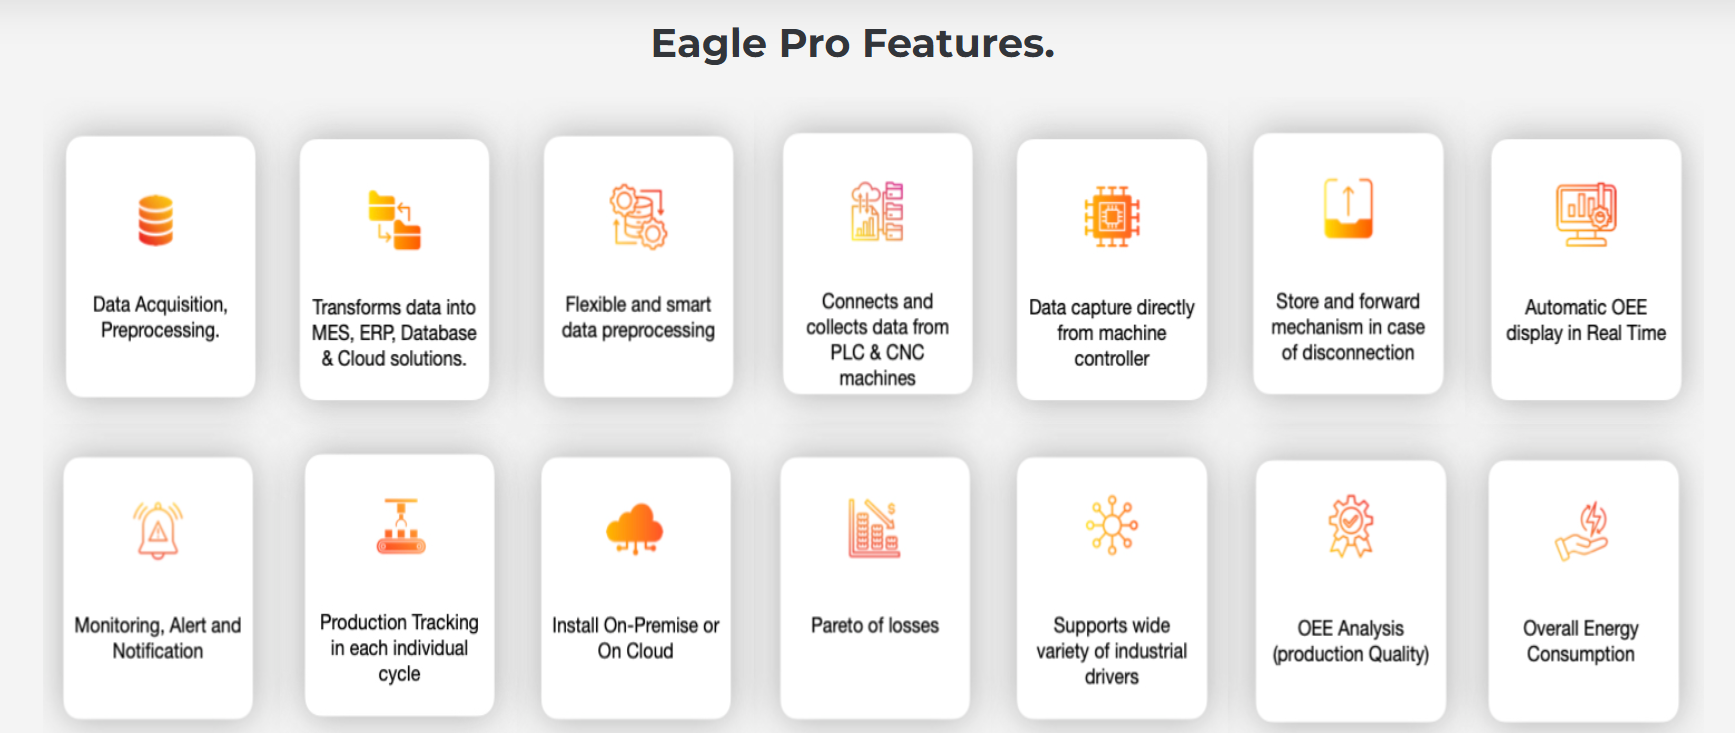 Eagle Pro Features.
Data Acquisition,
Preprocessing.
Transforms data into
MES, ERP, Database
& Cloud solutions.
Flexible and smart
data preprocessing
Connects and
collects data from
PLC & CNC
machines
Data capture directly
from machine
controller
Store and forward
mechanism in case
of disconnection
Automatic OEE
display in Real Time
Monitoring, Alert and
Notification
Production Tracking
in each individual
cycle
Install On-Premise or
On Cloud
$
Pareto of losses
Supports wide
variety of industrial
drivers
OEE Analysis
(production Quality)
Overall Energy
Consumption